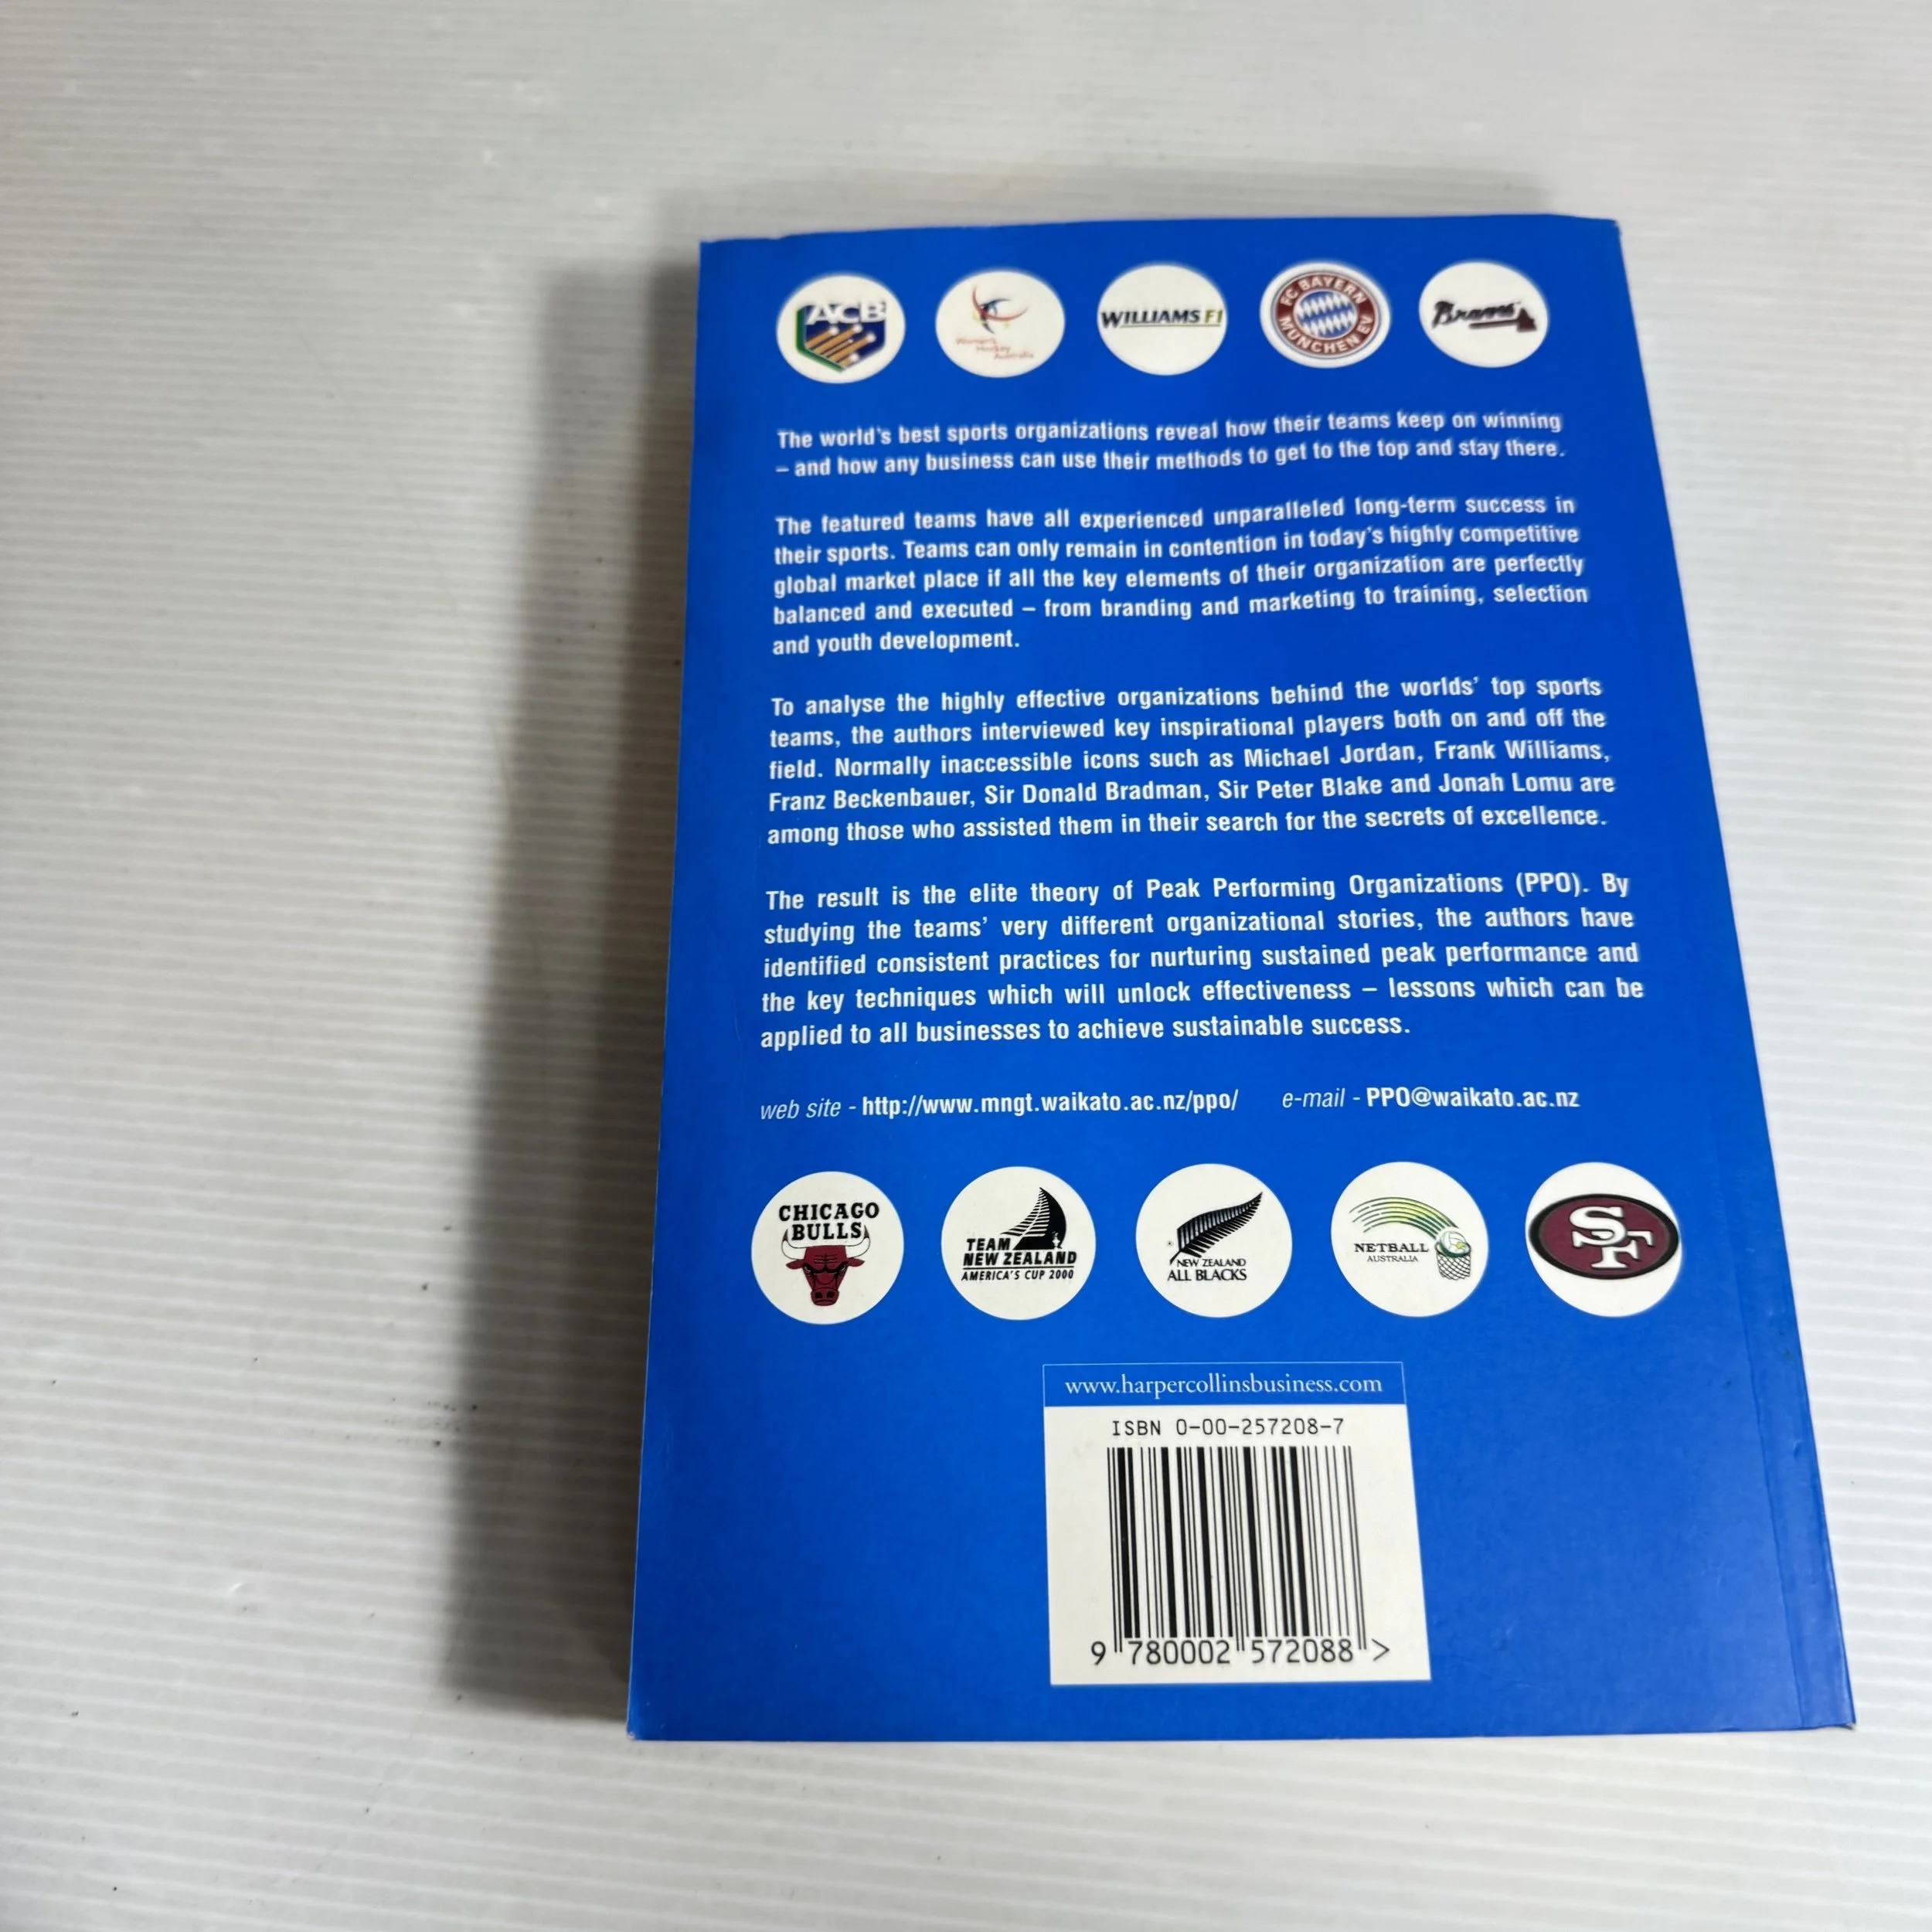 ACB
Women's
Hockey
Australia
WILLIAMS F1
FC BAYERN
MÜNCHEN EV
Braves
The world's best sports organizations reveal how their teams keep on winning
– and how any business can use their methods to get to the top and stay there.
The featured teams have all experienced unparalleled long-term success in
their sports. Teams can only remain in contention in today's highly competitive
global market place if all the key elements of their organization are perfectly
balanced and executed – from branding and marketing to training, selection
and youth development.
To analyse the highly effective organizations behind the worlds' top sports
teams, the authors interviewed key inspirational players both on and off the
field. Normally inaccessible icons such as Michael Jordan, Frank Williams,
Franz Beckenbauer, Sir Donald Bradman, Sir Peter Blake and Jonah Lomu are
among those who assisted them in their search for the secrets of excellence.
The result is the elite theory of Peak Performing Organizations (PPO). By
studying the teams' very different organizational stories, the authors have
identified consistent practices for nurturing sustained peak performance and
the key techniques which will unlock effectiveness – lessons which can be
applied to all businesses to achieve sustainable success.
web site - http://www.mngt.waikato.ac.nz/ppo/ e-mail - PPO@waikato.ac.nz
CHICAGO
BULLS
TEAM
NEW ZEALAND
AMERICA'S CUP 2000
®
NEW ZEALAND
ALL BLACKS
NETBALL
AUSTRALIA
SF
www.harpercollinsbusiness.com
ISBN 0-00-257208-7
9 780002 572088 >